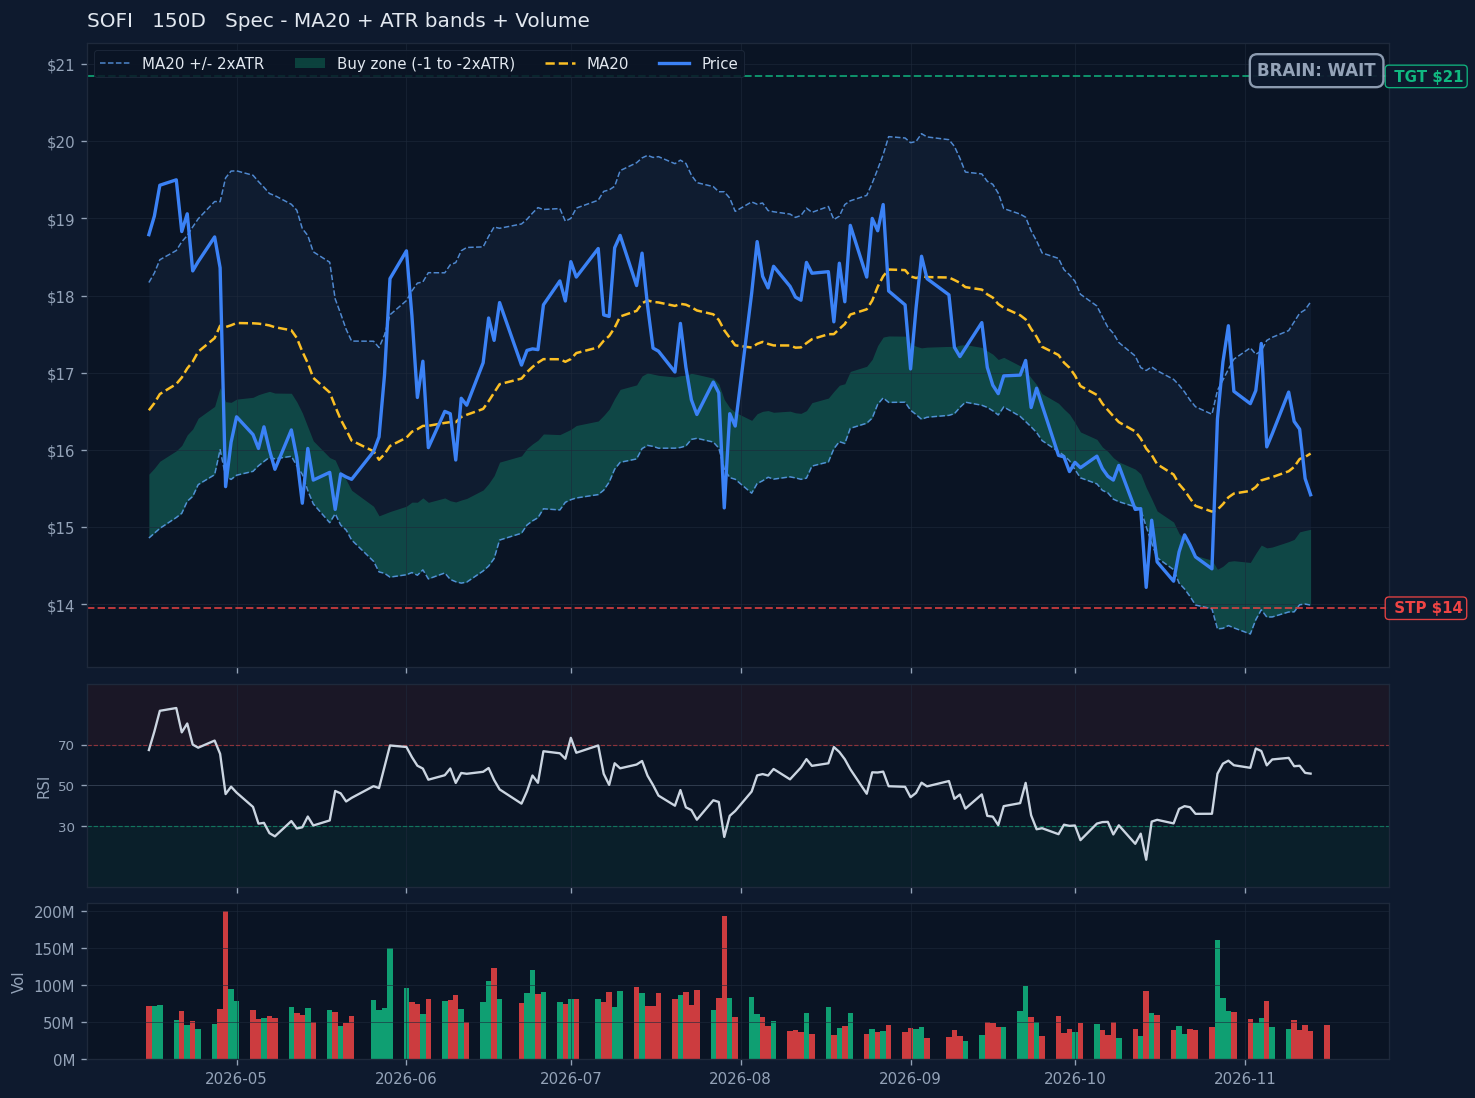 SOFI   150D   Spec - MA20 + ATR bands + Volume
MA20 +/- 2xATR
Buy zone (-1 to -2xATR)
MA20
Price
BRAIN: WAIT
TGT $21
$21
$20
$19
$18
$17
$16
$15
$14
STP $14
RSI
70
50
30
Vol
200M
150M
100M
50M
0M
2026-05
2026-06
2026-07
2026-08
2026-09
2026-10
2026-11